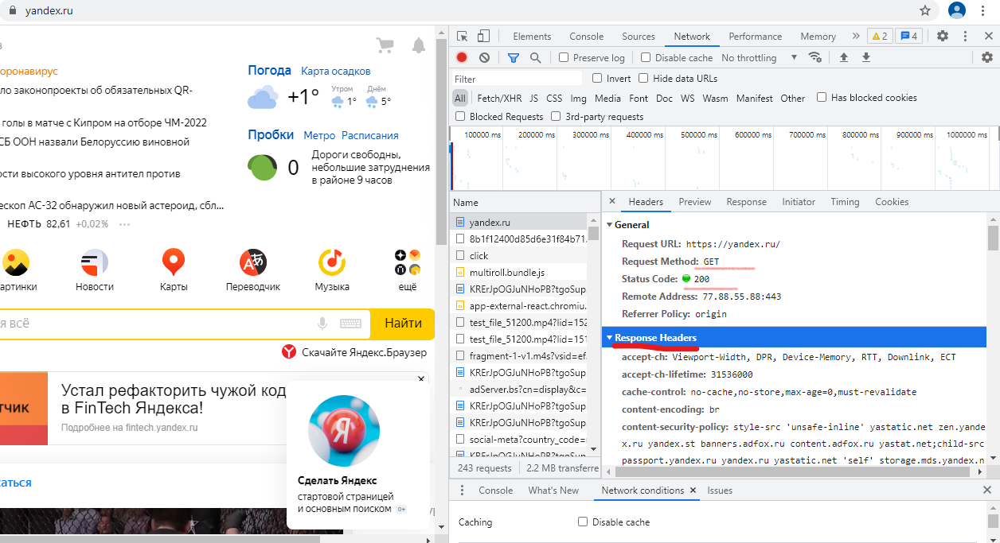 yandex.ru
оронавирус
ло законопроекты об обязательных QR-
голы в матче с Кипром на отборе ЧМ-2022
СБ ООН назвали Белоруссию виновной
ости высокого уровня антител против
ескоп АС-32 обнаружил новый астероид, сбл...
НЕФТЬ 82,61 +0,02% ···
Погода Карта осадков
+1° Утром 1° Днём 5°
Пробки Метро Расписания
0 Дороги свободны,
небольшие затруднения
в районе 9 часов
артинки Новости Карты Переводчик Музыка ещё
я всё Найти
Скачайте Яндекс.Браузер
тчик
Устал рефакторить чужой код
в FinTech Яндекса!
Подробнее на fintech.yandex.ru
Я
Сделать Яндекс
стартовой страницей
и основным поиском 0+
саться
Elements Console Sources Network Performance Memory » 2 4
Preserve log Disable cache No throttling
Filter Invert Hide data URLs
All Fetch/XHR JS CSS Img Media Font Doc WS Wasm Manifest Other Has blocked cookies
Blocked Requests 3rd-party requests
100000 ms 200000 ms 300000 ms 400000 ms 500000 ms 600000 ms 700000 ms 800000 ms 900000 ms 1000000 ms
Name
yandex.ru
8b1f12400d85d6e31f84b71.
click
multiroll.bundle.js
KRErJpOGJuNHoPB?tgoSup
app-external-react.chromiu.
test_file_51200.mp4?lid=152
test_file_51200.mp4?lid=151
fragment-1-v1.m4s?vsid=ef
KRErJpOGJuNHoPB?tgoSup
adServer.bs?cn=display&c=
KRErJpOGJuNHoPB?tgoSup
KRErJpOGJuNHoPB?tgoSup
social-meta?country_code=
KRErJpOGJuNHoPB?tgoSup
243 requests 2.2 MB transferre
× Headers Preview Response Initiator Timing Cookies
General
Request URL: https://yandex.ru/
Request Method: GET
Status Code: 200
Remote Address: 77.88.55.88:443
Referrer Policy: origin
Response Headers
accept-ch: Viewport-Width, DPR, Device-Memory, RTT, Downlink, ECT
accept-ch-lifetime: 31536000
cache-control: no-cache,no-store,max-age=0,must-revalidate
content-encoding: br
content-security-policy: style-src 'unsafe-inline' yastatic.net zen.yande
x.ru yandex.st banners.adfox.ru content.adfox.ru yastat.net;child-src
passport.yandex.ru yandex.ru yastatic.net 'self' storage.mds.yandex.n
Console What's New Network conditions × Issues
Caching Disable cache